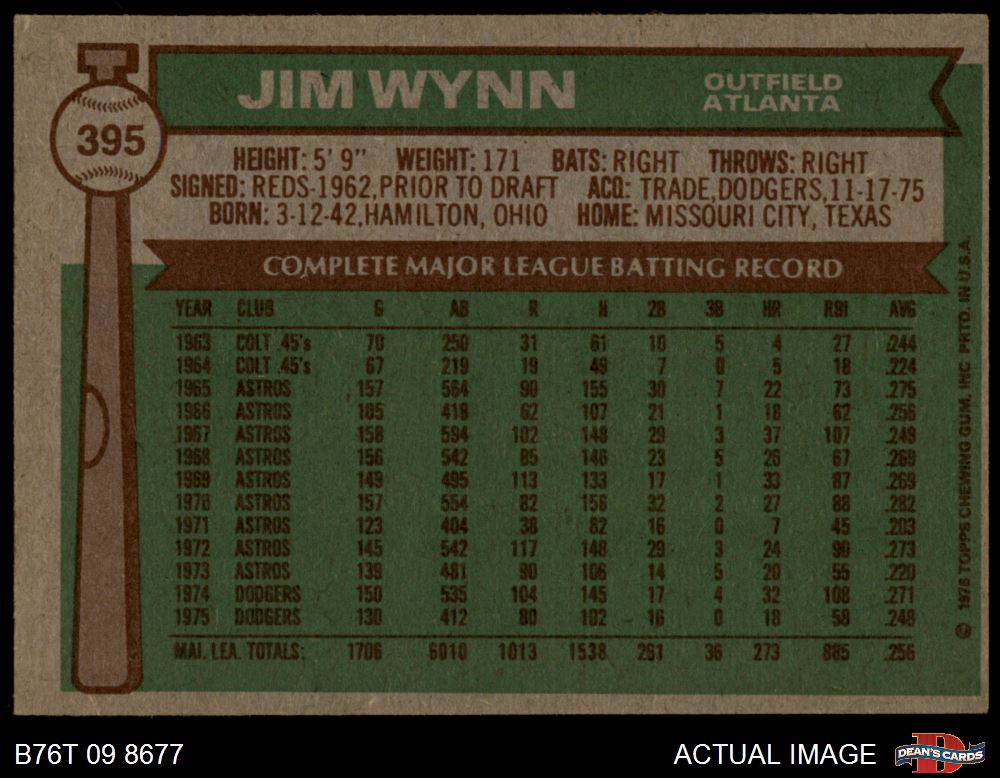 395
JIM WYNN
OUTFIELD
ATLANTA
HEIGHT: 5' 9" WEIGHT: 171 BATS: RIGHT THROWS: RIGHT
SIGNED: REDS-1962, PRIOR TO DRAFT ACQ: TRADE, DODGERS, 11-17-75
BORN: 3-12-42, HAMILTON, OHIO HOME: MISSOURI CITY, TEXAS
COMPLETE MAJOR LEAGUE BATTING RECORD
YEAR CLUB G AB R H 2B 3B HR RBI AVG
1963 COLT .45's 70 250 31 61 10 5 4 27 .244
1964 COLT .45's 67 219 19 49 7 0 5 18 .224
1965 ASTROS 157 564 90 155 30 7 22 73 .275
1966 ASTROS 105 418 62 107 21 1 18 62 .256
1967 ASTROS 158 594 102 148 29 3 37 107 .249
1968 ASTROS 156 542 85 146 23 5 26 67 .269
1969 ASTROS 149 495 113 133 17 1 33 87 .269
1970 ASTROS 157 554 82 156 32 2 27 88 .282
1971 ASTROS 123 404 38 82 16 0 7 45 .203
1972 ASTROS 145 542 117 148 29 3 24 90 .273
1973 ASTROS 139 481 90 106 14 5 20 55 .220
1974 DODGERS 150 535 104 145 17 4 32 108 .271
1975 DODGERS 130 412 80 102 16 0 18 58 .248
MAJ. LEA. TOTALS: 1706 6010 1013 1538 261 36 273 885 .256
© 1976 TOPPS CHEWING GUM, INC. PRTD. IN U.S.A.
B76T 09 8677
ACTUAL IMAGE
DEAN'S CARDS